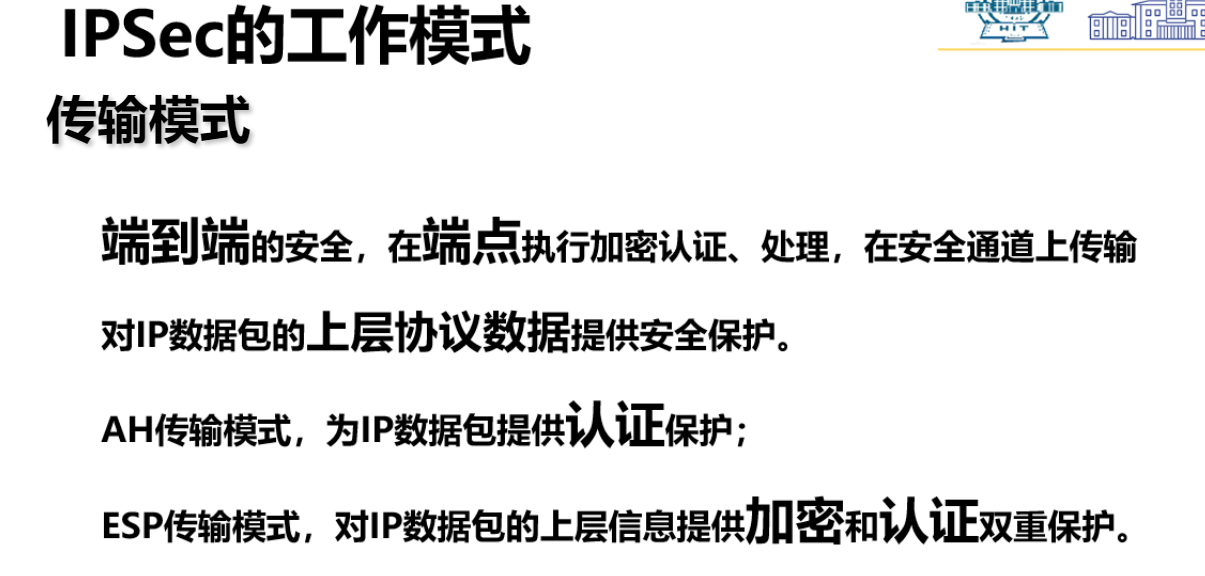 IPSec的工作模式
传输模式
端到端的安全，在端点执行加密认证、处理，在安全通道上传输
对IP数据包的上层协议数据提供安全保护。
AH传输模式，为IP数据包提供认证保护；
ESP传输模式，对IP数据包的上层信息提供加密和认证双重保护。
HIT